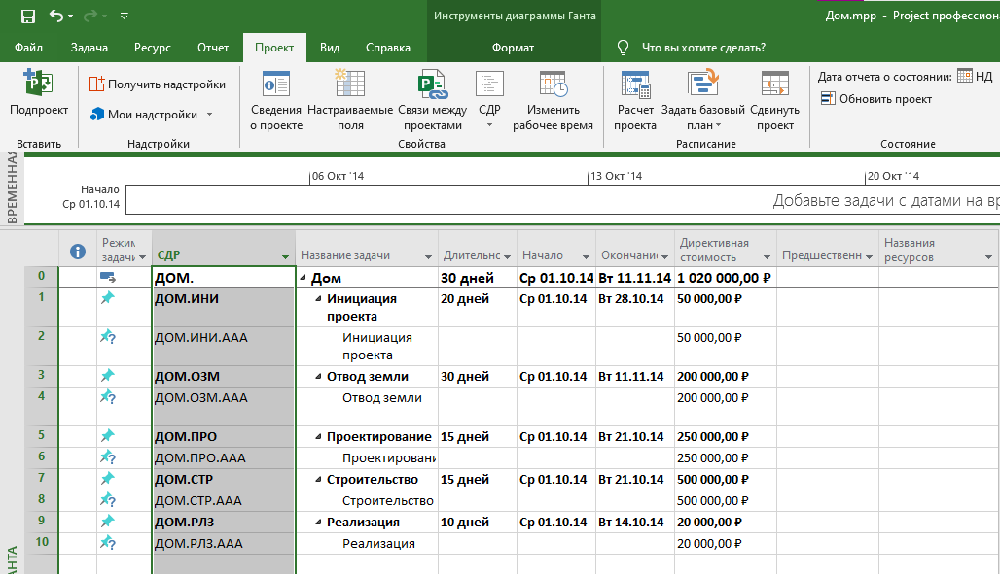 Инструменты диаграммы Ганта
Дом.mpp - Project профессион
Файл Задача Ресурс Отчет Проект Вид Справка Формат Что вы хотите сделать?
Подпроект
Получить надстройки
Мои надстройки
Сведения о проекте
Настраиваемые поля
Связи между проектами
СДР
Изменить рабочее время
Расчет проекта
Задать базовый план
Сдвинуть проект
Дата отчета о состоянии: НД
Обновить проект
Вставить Надстройки Свойства Расписание Состояние
ВРЕМЕННАЯ
06 Окт '14 13 Окт '14 20 Окт '14
Начало
Ср 01.10.14
Добавьте задачи с датами на вр
Режим задачи СДР Название задачи Длительнс Начало Окончани Директивная стоимость Предшественн Названия ресурсов
0 ДОМ. Дом 30 дней Ср 01.10.14 Вт 11.11.14 1 020 000,00 ₽
1 ДОМ.ИНИ Инициация проекта 20 дней Ср 01.10.14 Вт 28.10.14 50 000,00 ₽
2 ДОМ.ИНИ.ААА Инициация проекта 50 000,00 ₽
3 ДОМ.ОЗМ Отвод земли 30 дней Ср 01.10.14 Вт 11.11.14 200 000,00 ₽
4 ДОМ.ОЗМ.ААА Отвод земли 200 000,00 ₽
5 ДОМ.ПРО Проектирование 15 дней Ср 01.10.14 Вт 21.10.14 250 000,00 ₽
6 ДОМ.ПРО.ААА Проектировани 250 000,00 ₽
7 ДОМ.СТР Строительство 15 дней Ср 01.10.14 Вт 21.10.14 500 000,00 ₽
8 ДОМ.СТР.ААА Строительство 500 000,00 ₽
9 ДОМ.РЛЗ Реализация 10 дней Ср 01.10.14 Вт 14.10.14 20 000,00 ₽
10 ДОМ.РЛЗ.ААА Реализация 20 000,00 ₽
АНТА